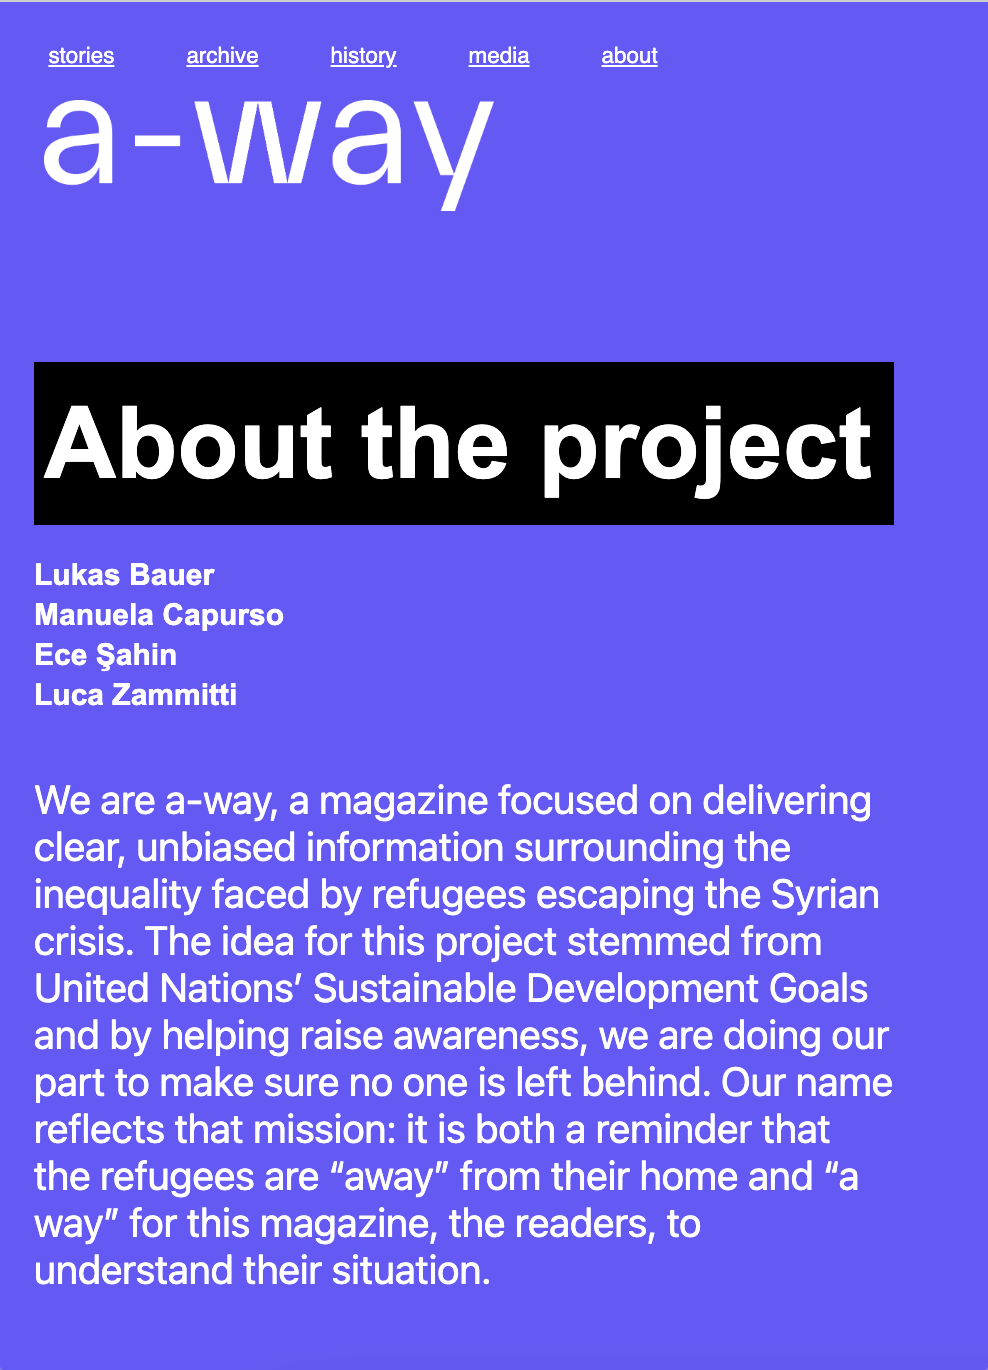 stories archive history media about
a-way
About the project
Lukas Bauer
Manuela Capurso
Ece Şahin
Luca Zammitti
We are a-way, a magazine focused on delivering
clear, unbiased information surrounding the
inequality faced by refugees escaping the Syrian
crisis. The idea for this project stemmed from
United Nations’ Sustainable Development Goals
and by helping raise awareness, we are doing our
part to make sure no one is left behind. Our name
reflects that mission: it is both a reminder that
the refugees are “away” from their home and “a
way” for this magazine, the readers, to
understand their situation.